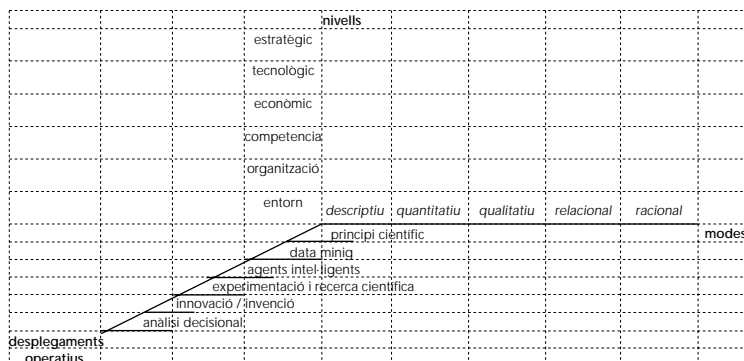 nivells
estratègic
tecnològic
econòmic
competencia
organització
entorn
descriptiu quantitatiu qualitatiu relacional racional
modes
principi científic
data minig
agents intel·ligents
experimentació i recerca científica
innovació / invenció
anàlisi decisional
desplegaments
operatius